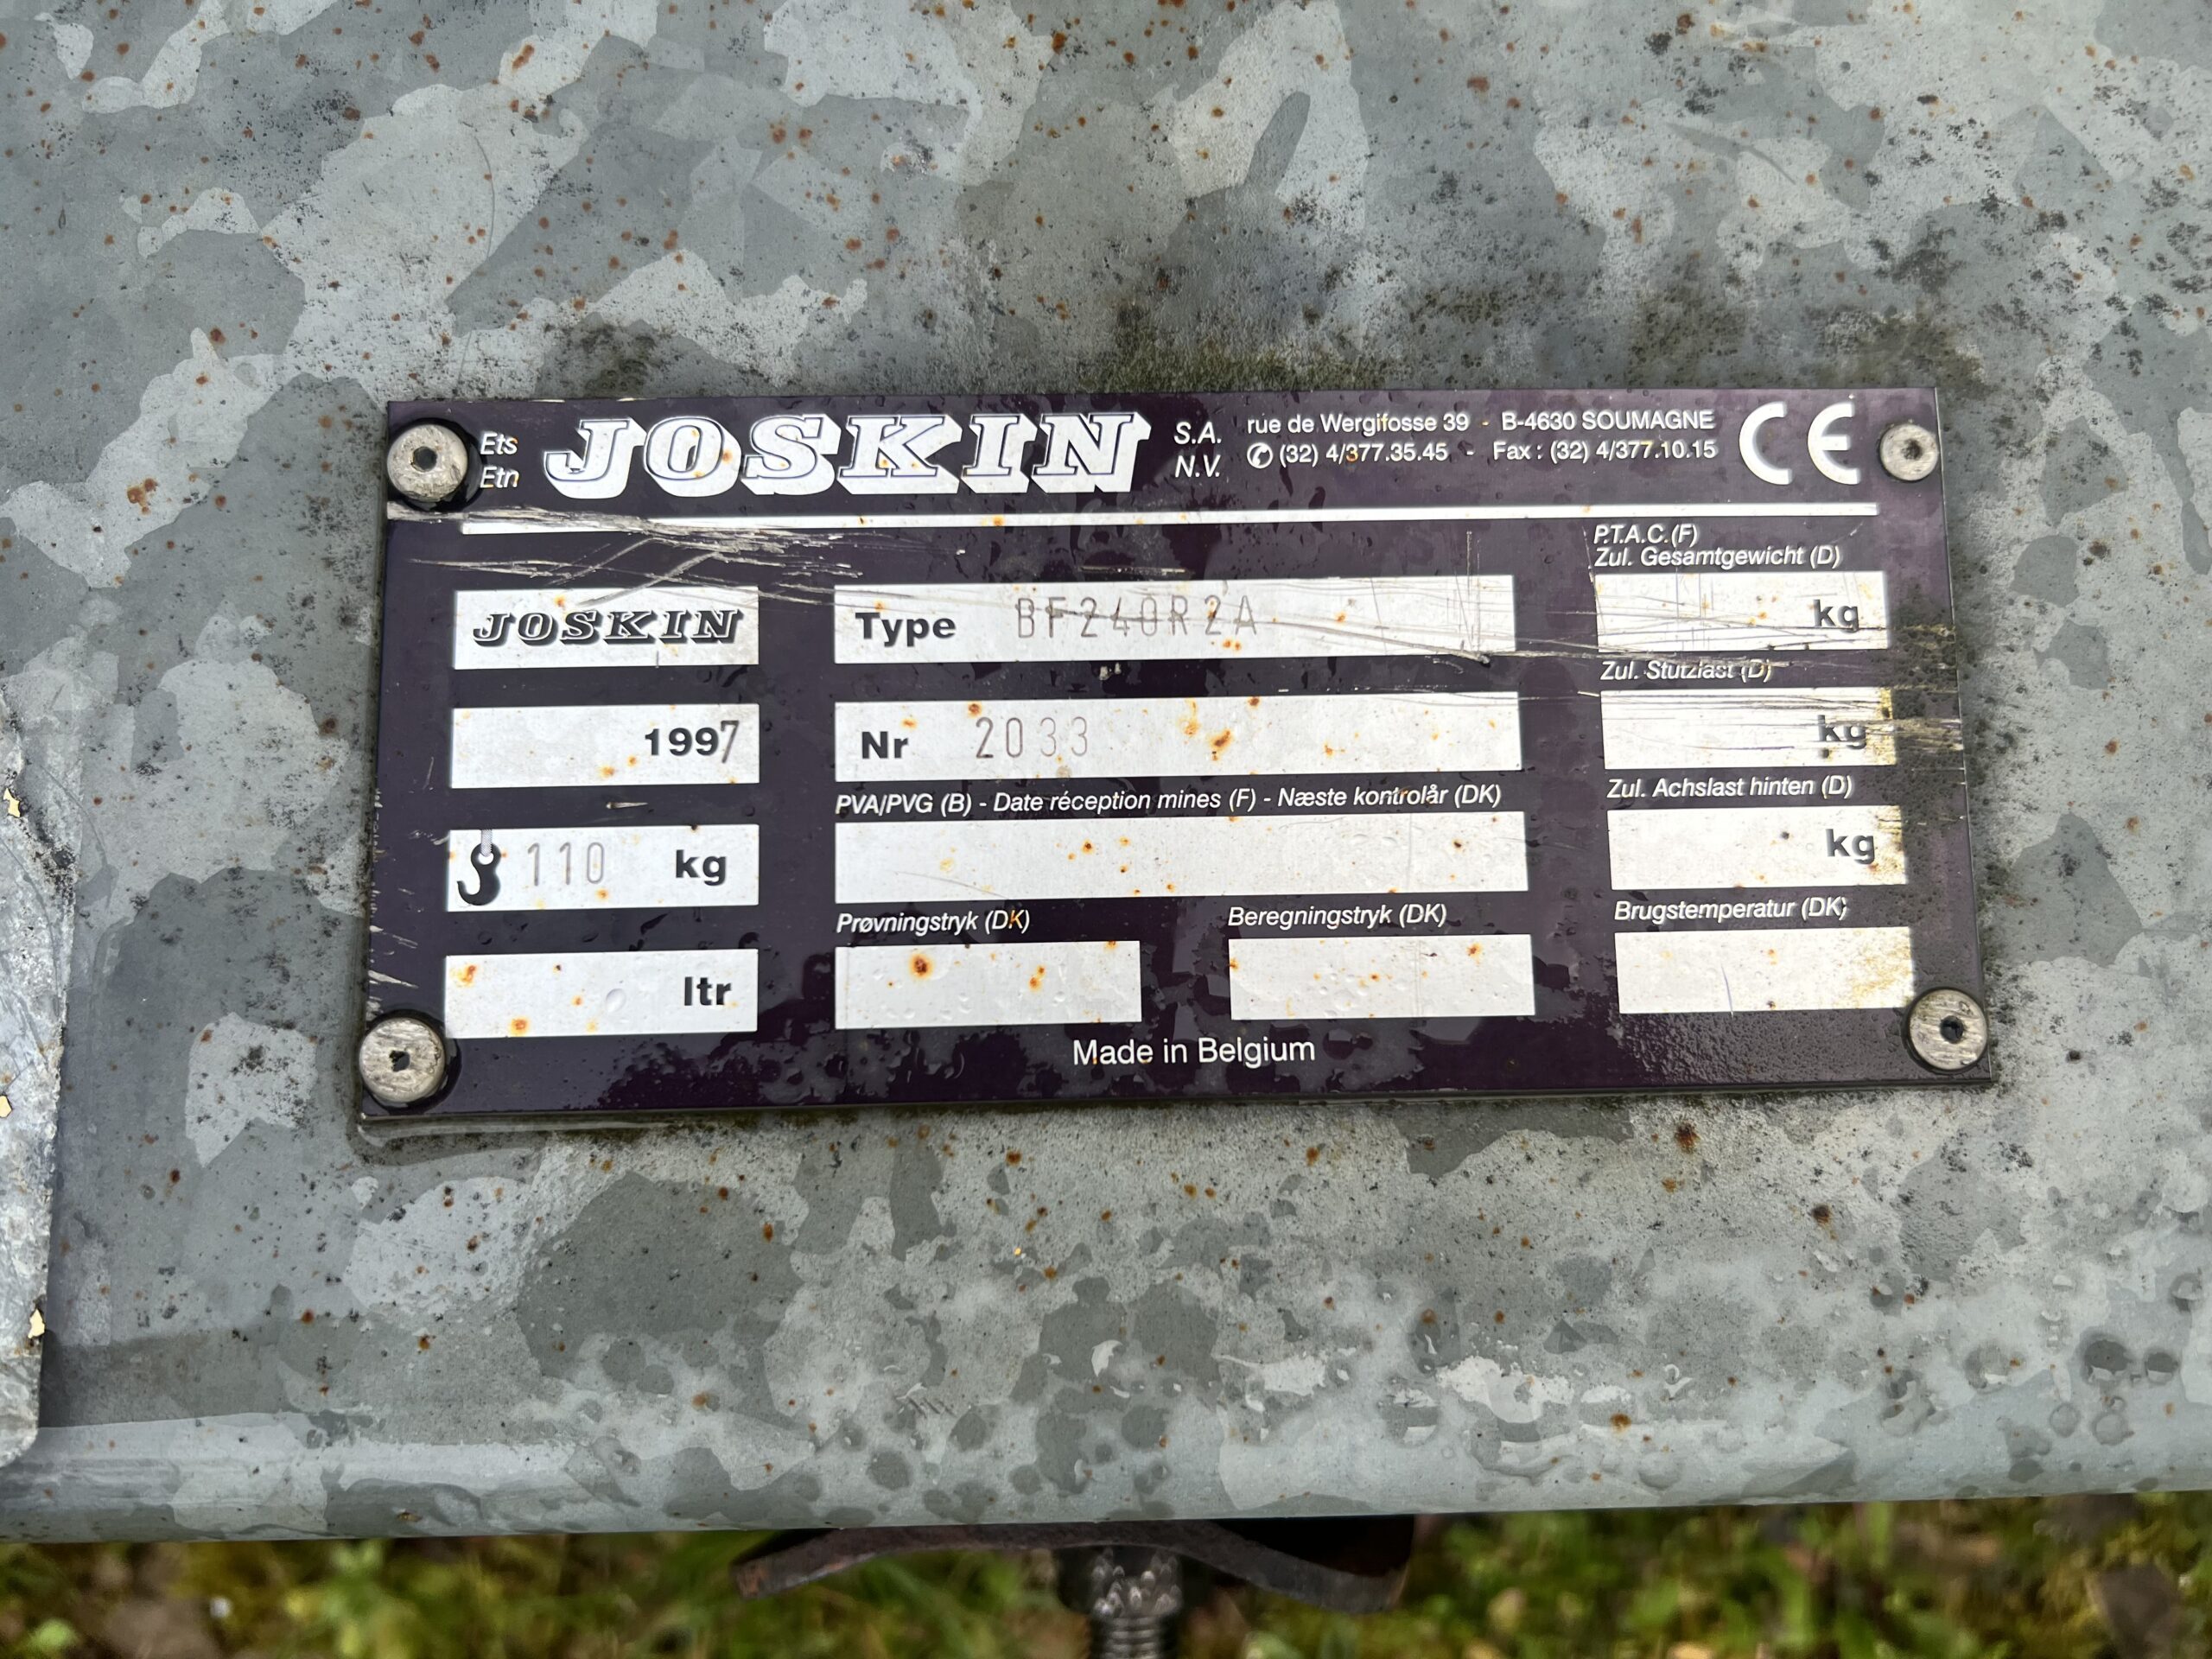 Ets JOSKIN S.A. rue de Wergifosse 39 - B-4630 SOUMAGNE CE
Etn N.V. ✆ (32) 4/377.35.45 - Fax : (32) 4/377.10.15
P.T.A.C. (F)
Zul. Gesamtgewicht (D)
JOSKIN Type BF240R2A kg
Zul. Stützlast (D)
1997 Nr 2033 kg
PVA/PVG (B) - Date réception mines (F) - Næste kontrolår (DK) Zul. Achslast hinten (D)
110 kg kg
Prøvningstryk (DK) Beregningstryk (DK) Brugstemperatur (DK)
ltr
Made in Belgium